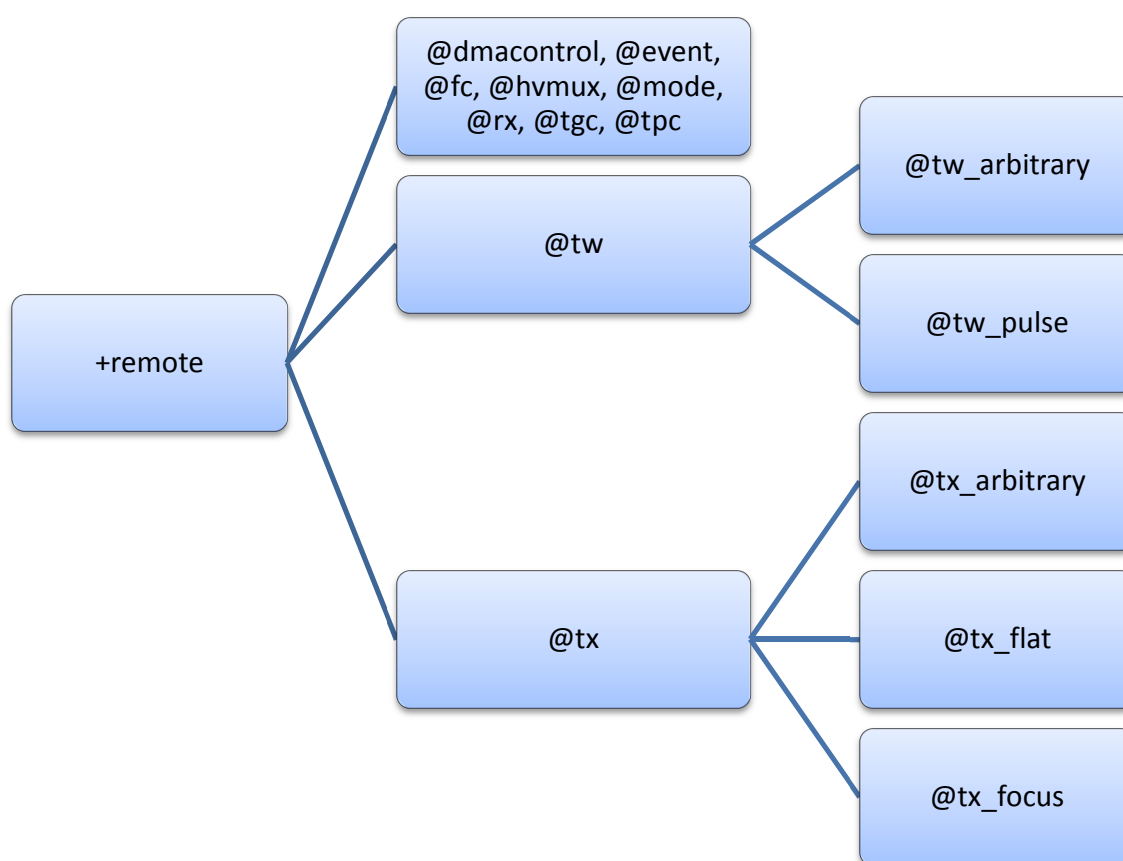 +remote
@dmacontrol, @event,
@fc, @hvmux, @mode,
@rx, @tgc, @tpc
@tw
@tw_arbitrary
@tw_pulse
@tx
@tx_arbitrary
@tx_flat
@tx_focus